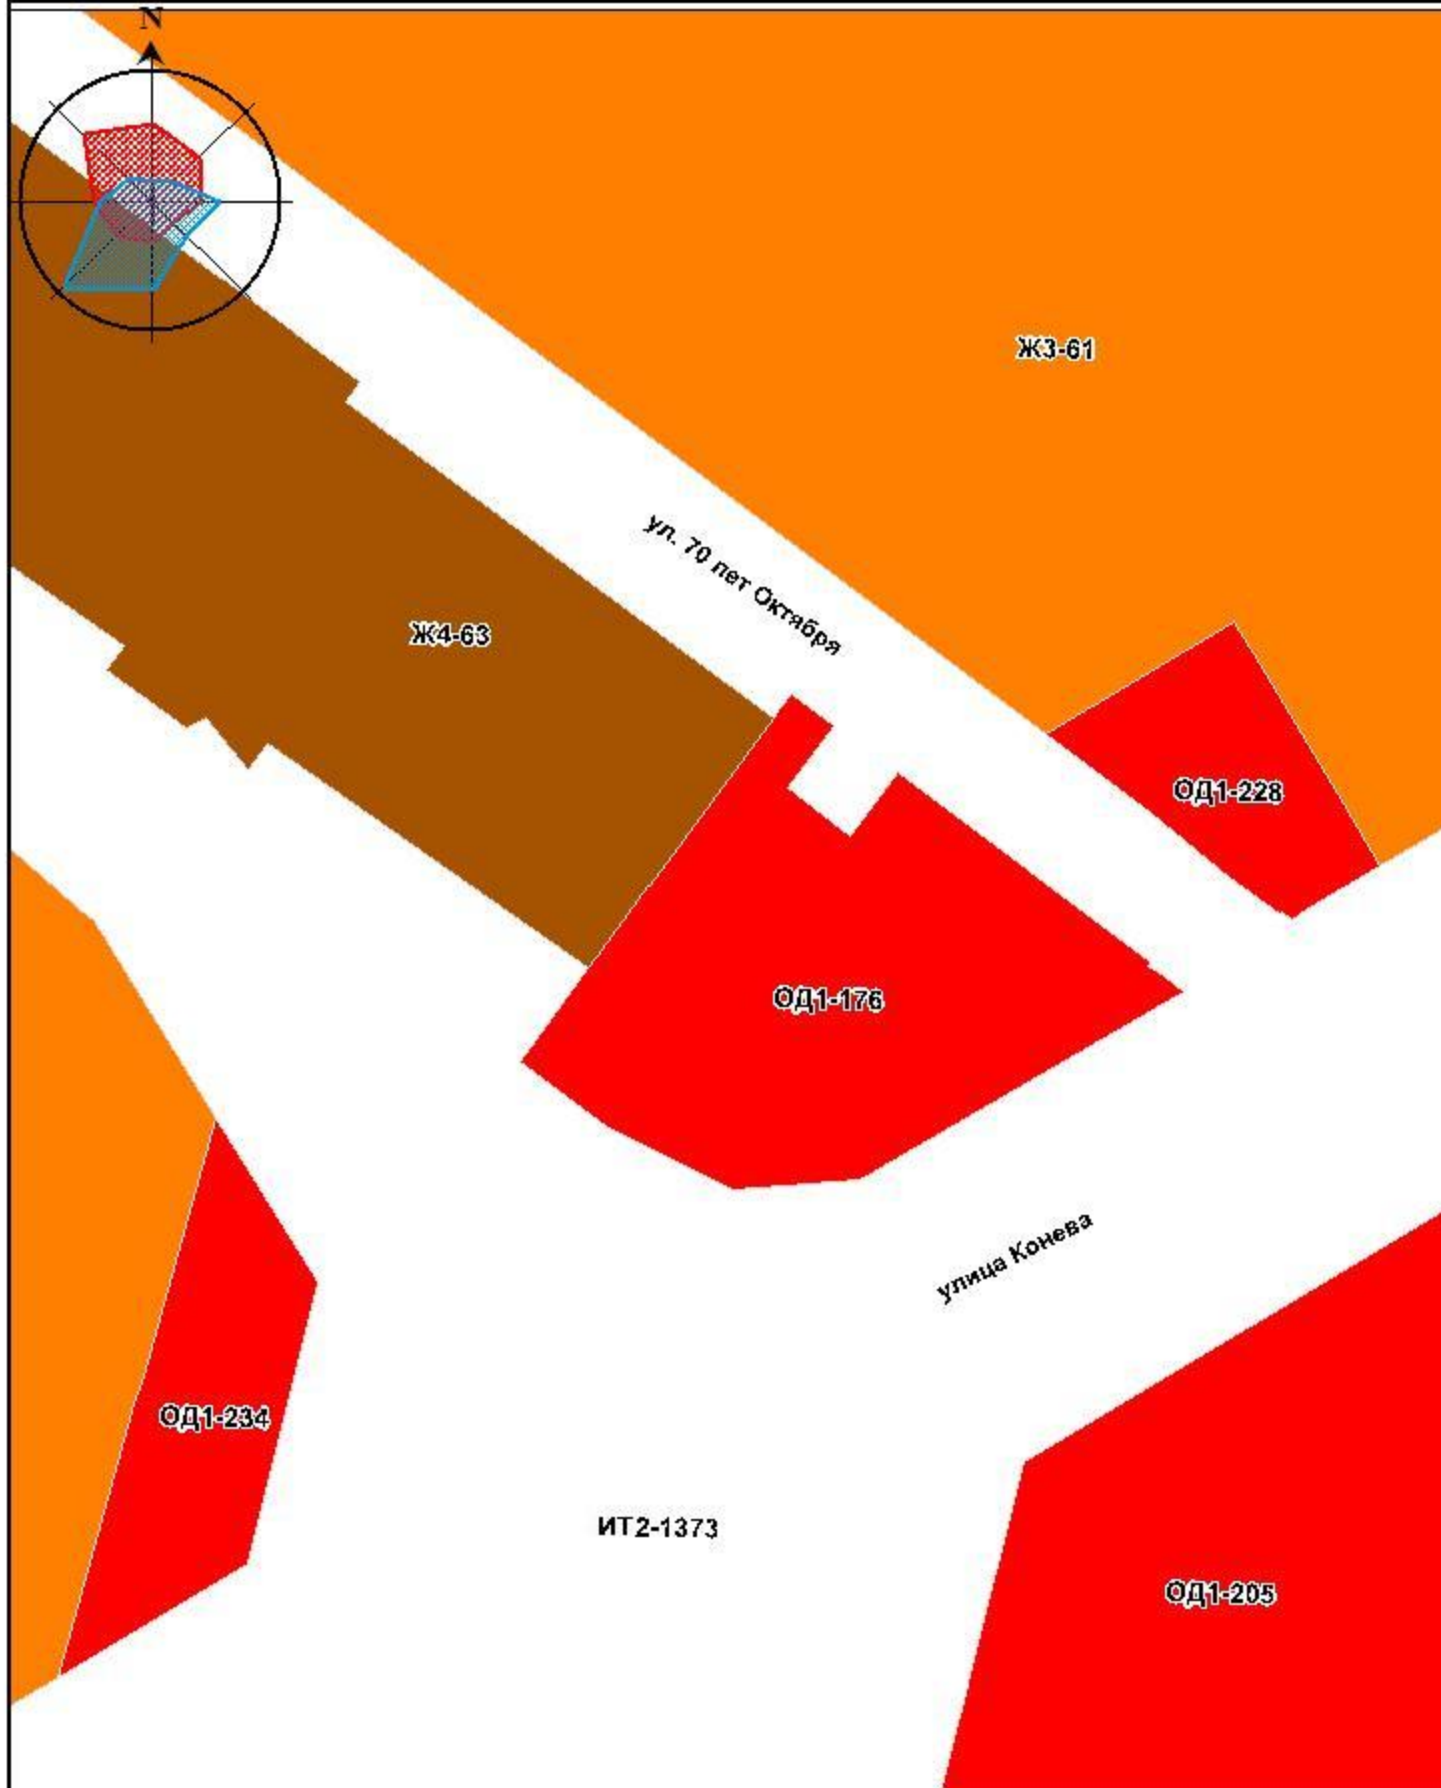 N
Ж3-61
ул. 70 лет Октября
Ж4-63
ОД1-228
ОД1-176
улица Конева
ОД1-234
ИТ2-1373
ОД1-205